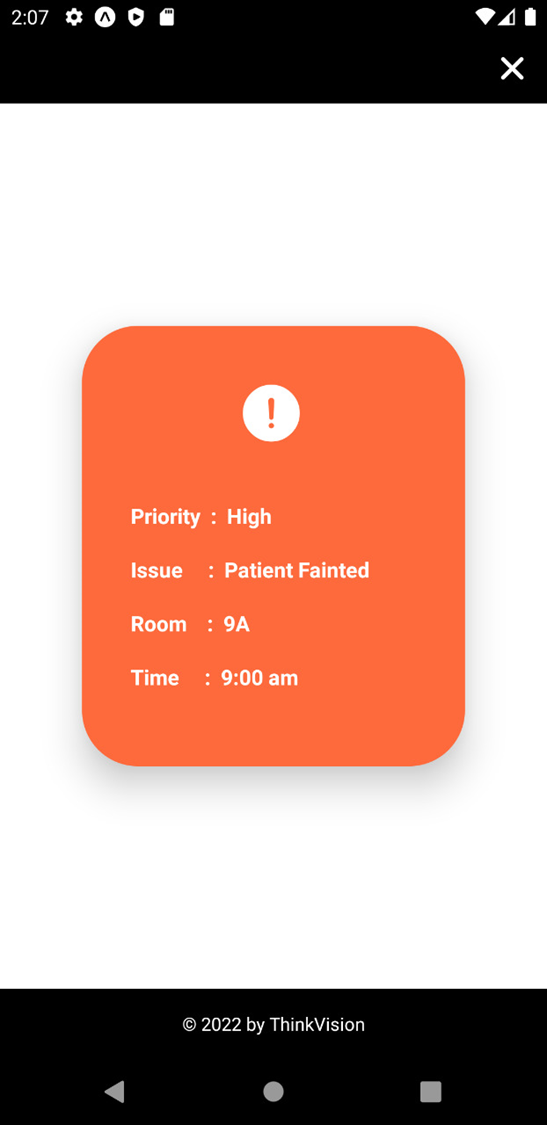 2:07
Priority : High
Issue : Patient Fainted
Room : 9A
Time : 9:00 am
© 2022 by ThinkVision